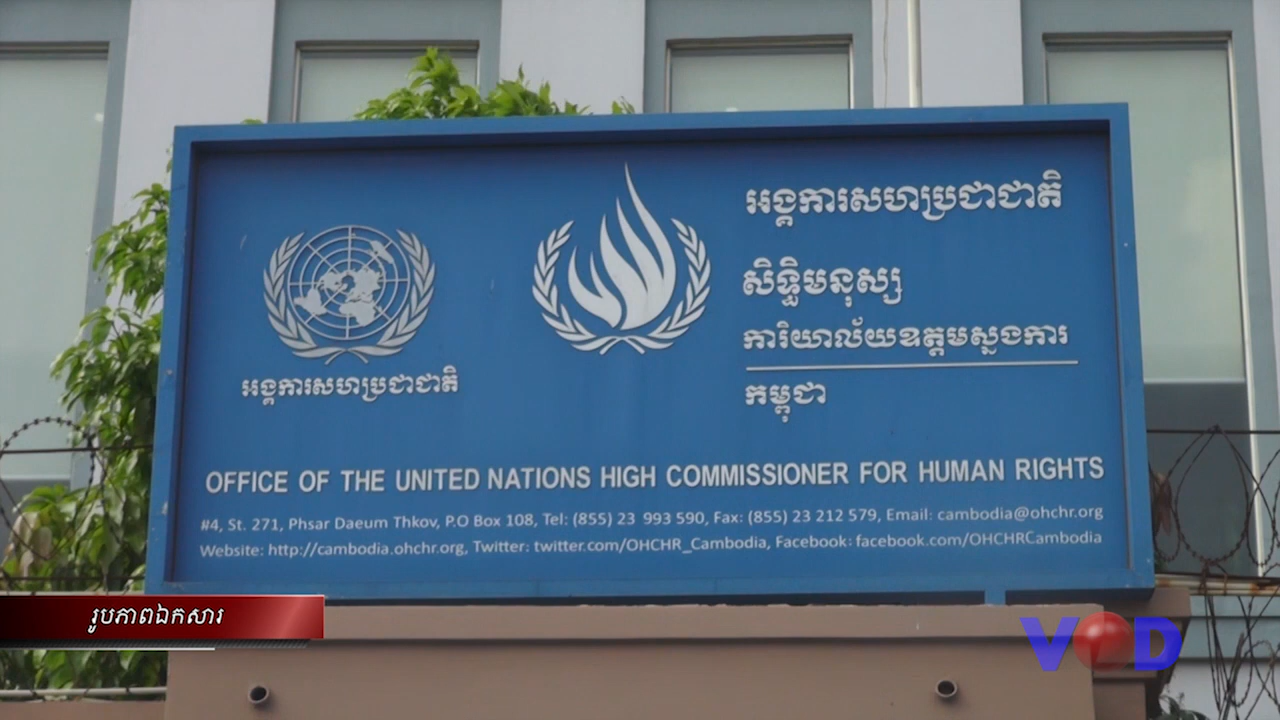 អង្គការសហប្រជាជាតិ
អង្គការសហប្រជាជាតិ
សិទ្ធិមនុស្ស
ការិយាល័យឧត្តមស្នងការ
កម្ពុជា
OFFICE OF THE UNITED NATIONS HIGH COMMISSIONER FOR HUMAN RIGHTS
#4, St. 271, Phsar Daeum Thkov, P.O Box 108, Tel: (855) 23 993 590, Fax: (855) 23 212 579, Email: cambodia@ohchr.org
Website: http://cambodia.ohchr.org, Twitter: twitter.com/OHCHR_Cambodia, Facebook: facebook.com/OHCHRCambodia
រូបភាពឯកសារ
VOD